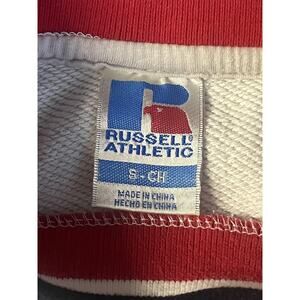 RUSSELL®
ATHLETIC
S-CH
MADE IN CHINA
HECHO EN CHINA